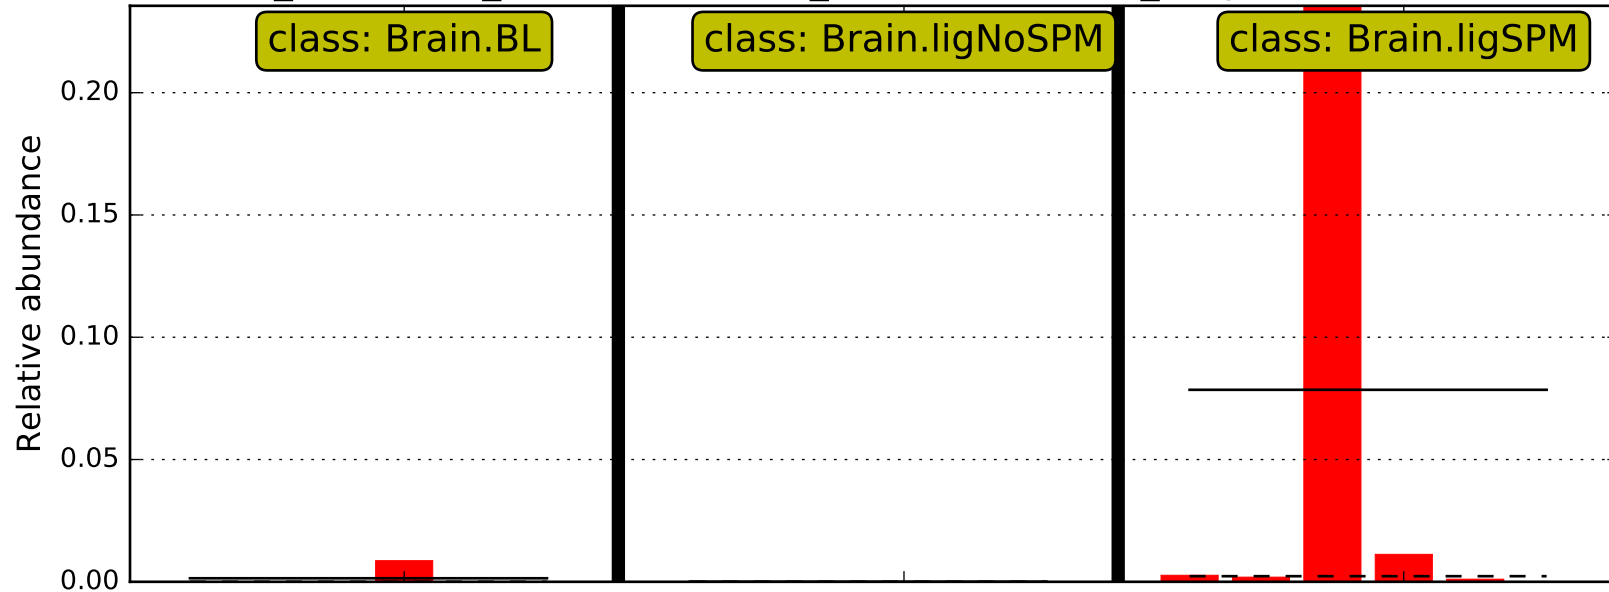 class: Brain.BL
class: Brain.ligNoSPM
class: Brain.ligSPM
Relative abundance
0.20
0.15
0.10
0.05
0.00